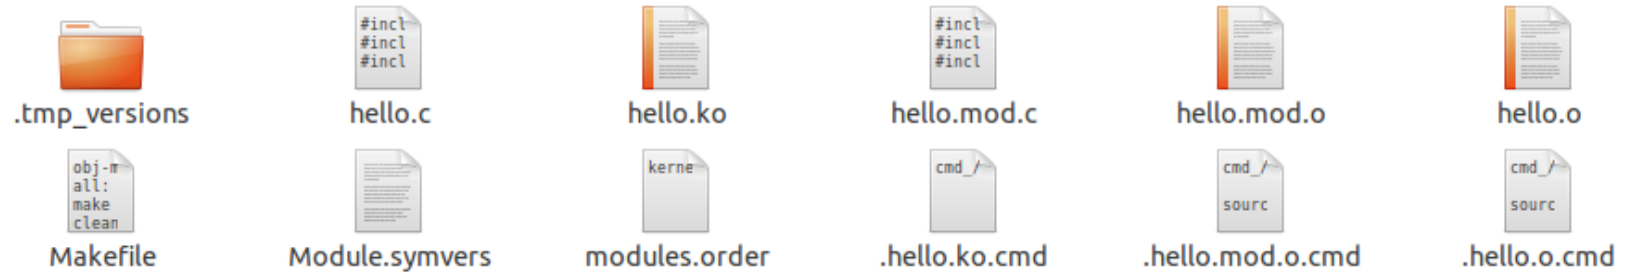 #incl
#incl
#incl
#incl
#incl
#incl
.tmp_versions
hello.c
hello.ko
hello.mod.c
hello.mod.o
hello.o
obj-m
all:
make
clean
kerne
cmd_/
cmd_/
sourc
cmd_/
sourc
Makefile
Module.symvers
modules.order
.hello.ko.cmd
.hello.mod.o.cmd
.hello.o.cmd